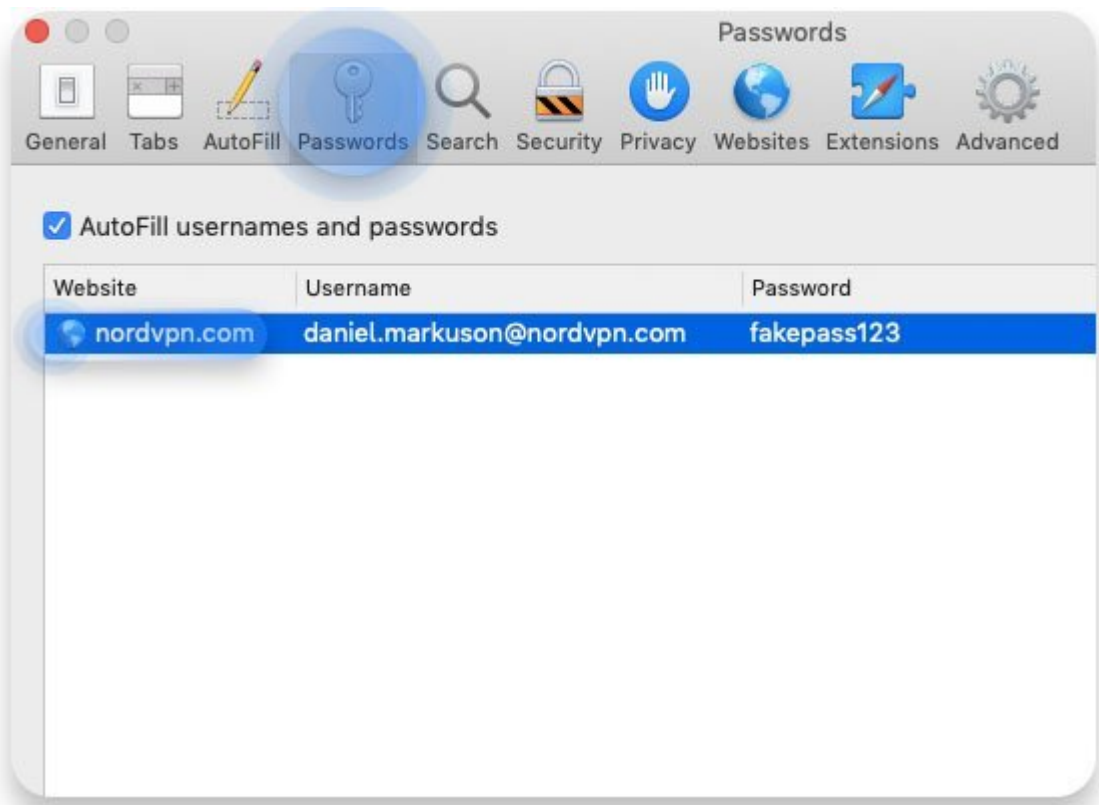 Passwords
General Tabs AutoFill Passwords Search Security Privacy Websites Extensions Advanced
AutoFill usernames and passwords
Website Username Password
nordvpn.com daniel.markuson@nordvpn.com fakepass123